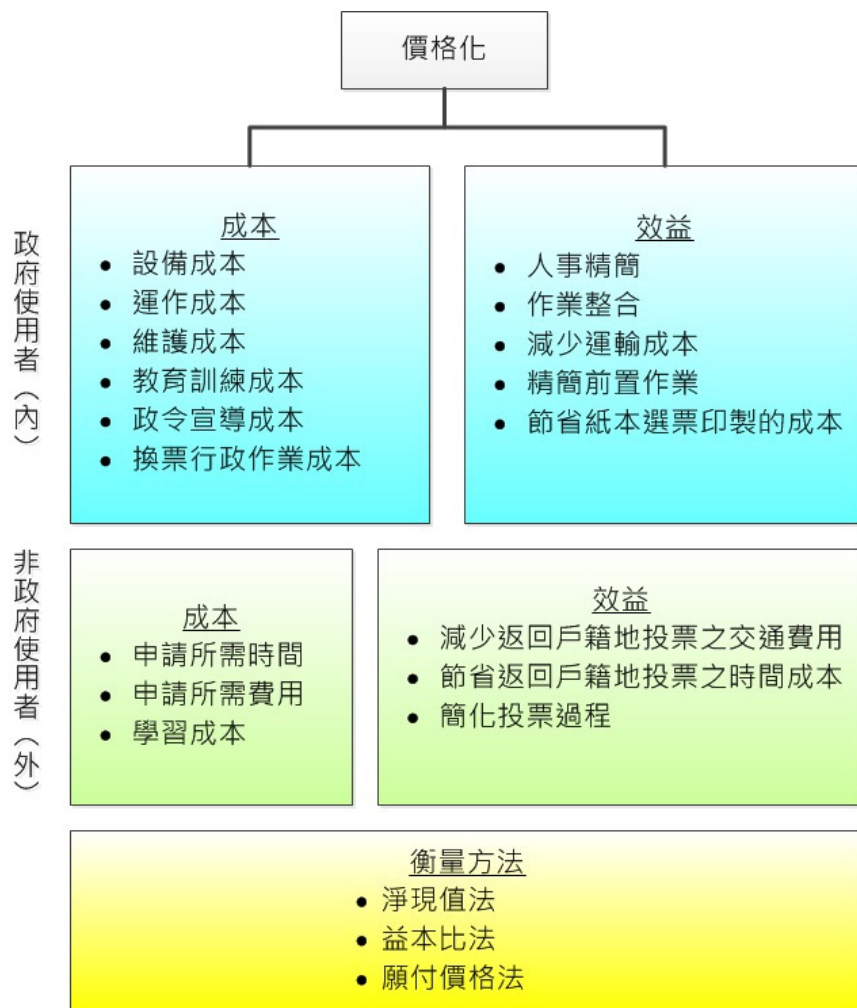 價格化
政府使用者（內）
成本
• 設備成本
• 運作成本
• 維護成本
• 教育訓練成本
• 政令宣導成本
• 換票行政作業成本
效益
• 人事精簡
• 作業整合
• 減少運輸成本
• 精簡前置作業
• 節省紙本選票印製的成本
非政府使用者（外）
成本
• 申請所需時間
• 申請所需費用
• 學習成本
效益
• 減少返回戶籍地投票之交通費用
• 節省返回戶籍地投票之時間成本
• 簡化投票過程
衡量方法
• 淨現值法
• 益本比法
• 願付價格法